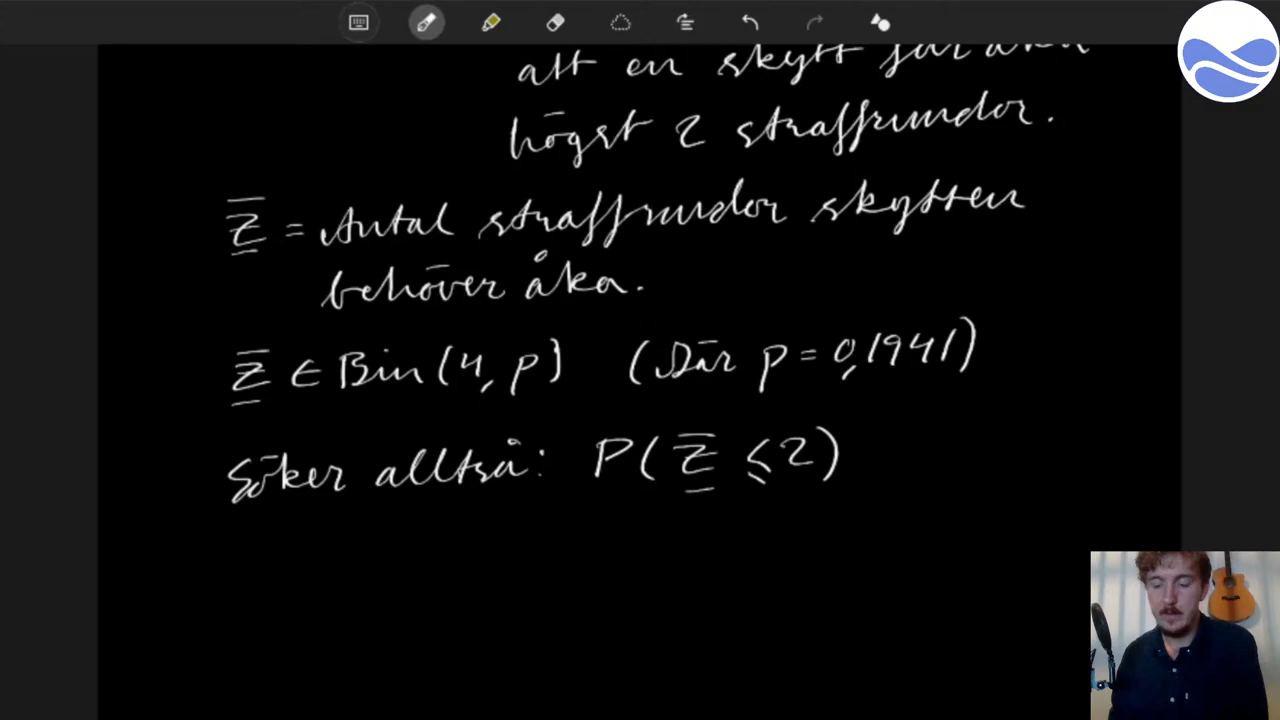 att en skytt får åka
högst 2 straffrundor.
Z = Antal straffrundor skytten
behöver åka.
Z ∈ Bin(4, p) (Där p = 0,1941)
Söker alltså: P(Z ≤ 2)